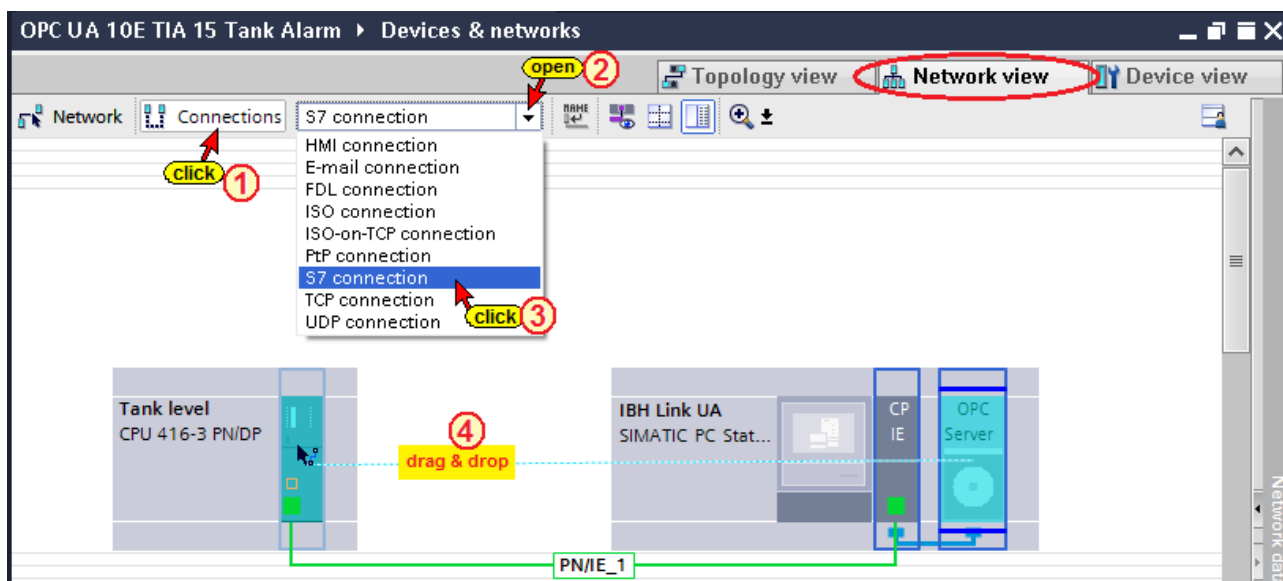 OPC UA 10E TIA 15 Tank Alarm ▸ Devices & networks
open 2
Topology view
Network view
Device view
Network
Connections
S7 connection
NAME
click 1
HMI connection
E-mail connection
FDL connection
ISO connection
ISO-on-TCP connection
PtP connection
S7 connection
TCP connection
UDP connection
click 3
Tank level
CPU 416-3 PN/DP
4
drag & drop
IBH Link UA
SIMATIC PC Stat...
CP
IE
OPC
Server
PN/IE_1
Network da